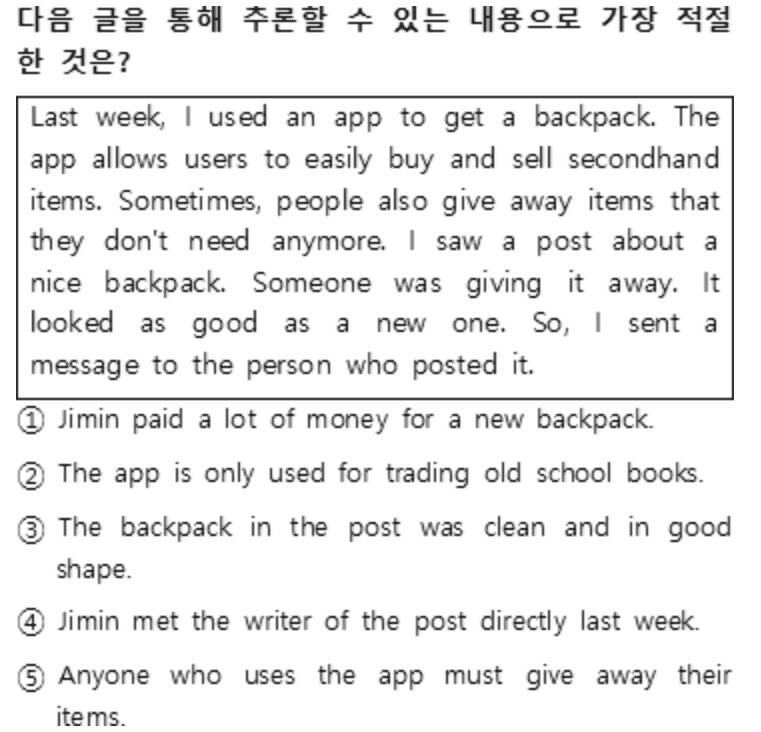 다음 글을 통해 추론할 수 있는 내용으로 가장 적절
한 것은?
Last week, I used an app to get a backpack. The
app allows users to easily buy and sell secondhand
items. Sometimes, people also give away items that
they don't need anymore. I saw a post about a
nice backpack. Someone was giving it away. It
looked as good as a new one. So, I sent a
message to the person who posted it.
① Jimin paid a lot of money for a new backpack.
② The app is only used for trading old school books.
③ The backpack in the post was clean and in good
shape.
④ Jimin met the writer of the post directly last week.
⑤ Anyone who uses the app must give away their
items.